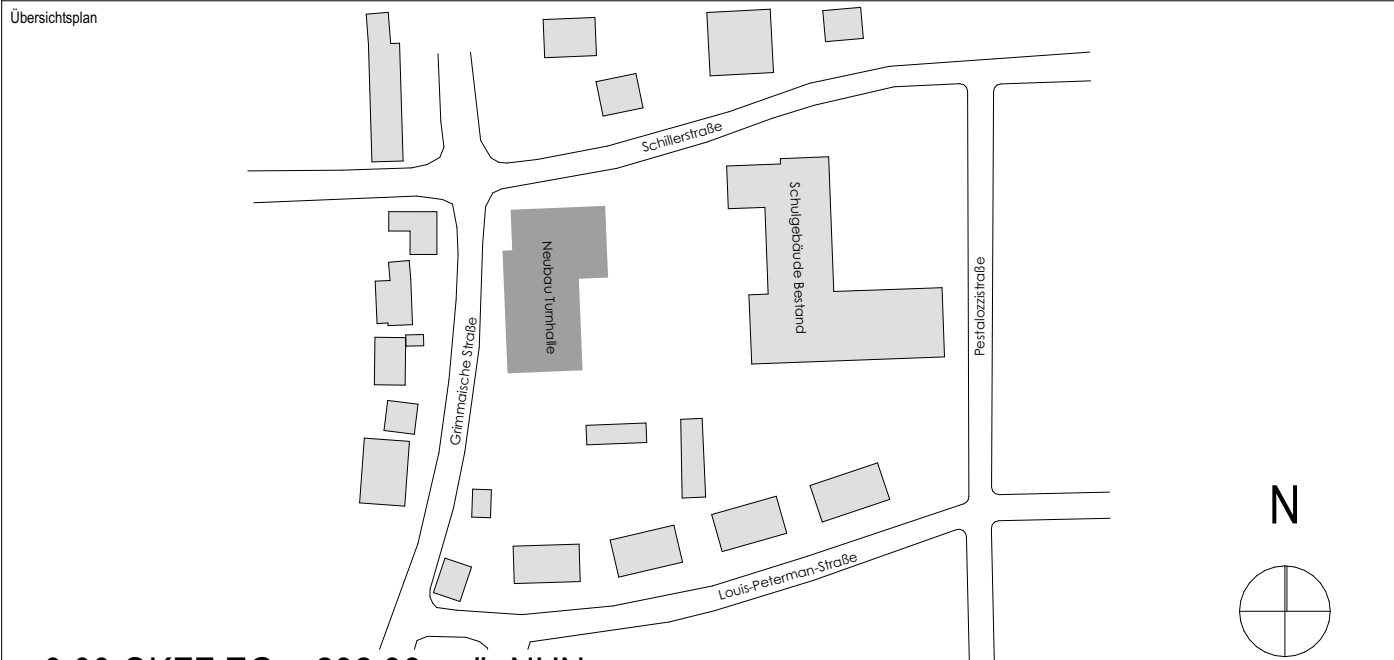 Übersichtsplan
Schillerstraße
Schulgebäude Bestand
Neubau Turnhalle
Pestalozzistraße
Grimmaische Straße
N
Louis-Peterman-Straße